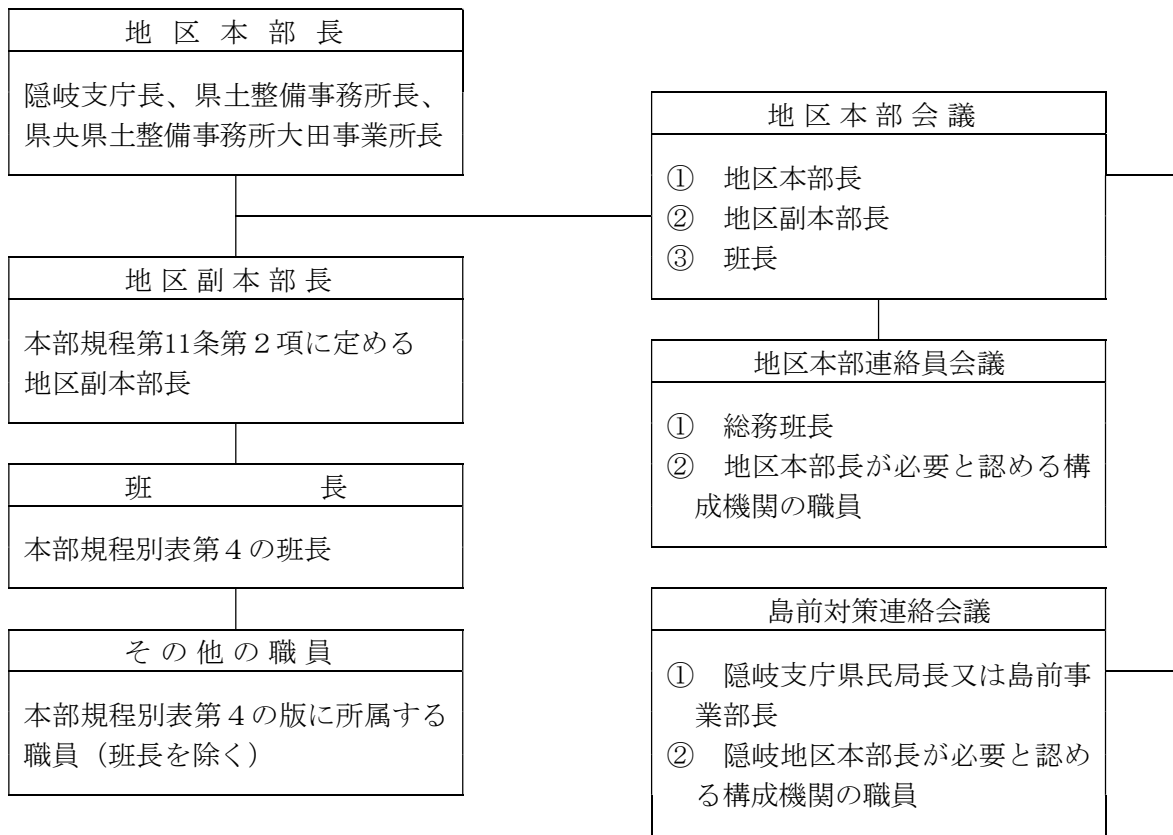 地 区 本 部 長
隠岐支庁長、県土整備事務所長、
県央県土整備事務所大田事業所長
地 区 副 本 部 長
本部規程第11条第２項に定める
地区副本部長
班　　　　　　長
本部規程別表第４の班長
そ の 他 の 職 員
本部規程別表第４の版に所属する
職員（班長を除く）
地 区 本 部 会 議
①　地区本部長
②　地区副本部長
③　班長
地区本部連絡員会議
①　総務班長
②　地区本部長が必要と認める構
成機関の職員
島前対策連絡会議
①　隠岐支庁県民局長又は島前事
業部長
②　隠岐地区本部長が必要と認め
る構成機関の職員